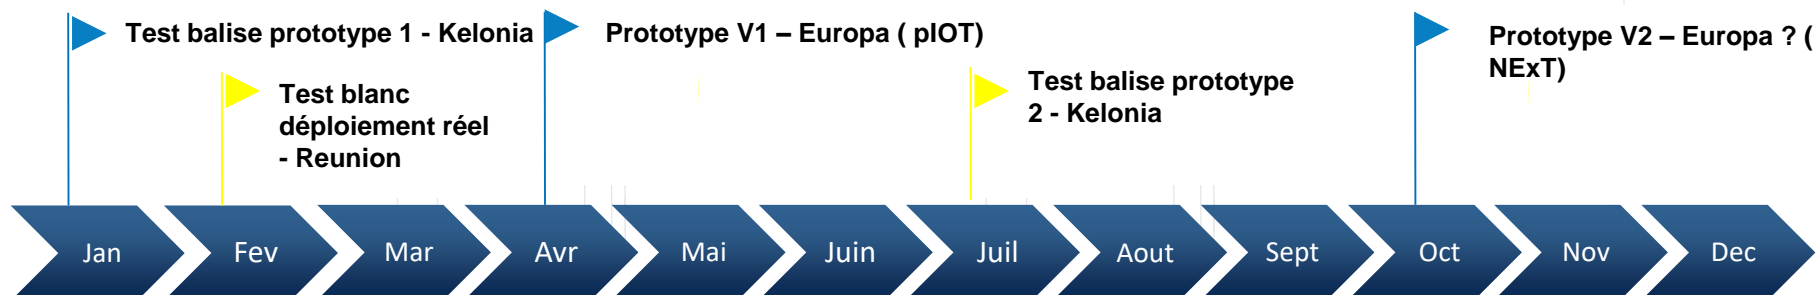 Test balise prototype 1 - Kelonia
Prototype V1 – Europa ( pIOT)
Prototype V2 – Europa ? (
NExT)
Test blanc
déploiement réel
- Reunion
Test balise prototype
2 - Kelonia
Jan
Fev
Mar
Avr
Mai
Juin
Juil
Aout
Sept
Oct
Nov
Dec